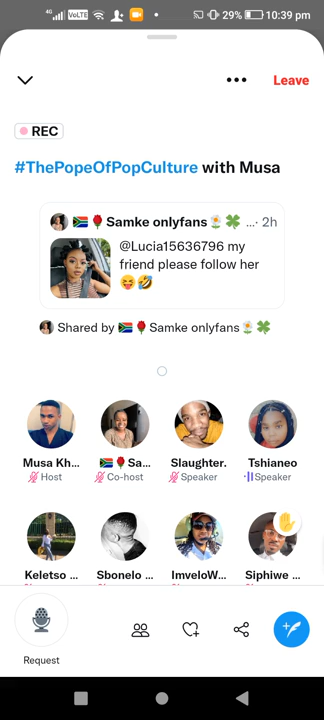 4G VoLTE 29% 10:39 pm
Leave
REC
#ThePopeOfPopCulture with Musa
🇿🇦🌹Samke onlyfans🌼🍀 ...· 2h
@Lucia15636796 my
friend please follow her
😝🤣
Shared by 🇿🇦🌹Samke onlyfans🌼🍀
Musa Kh... 🇿🇦🌹Sa... Slaughter. Tshianeo
Host Co-host Speaker Speaker
Keletso ... Sbonelo ... ImveloW... Siphiwe ...
Request